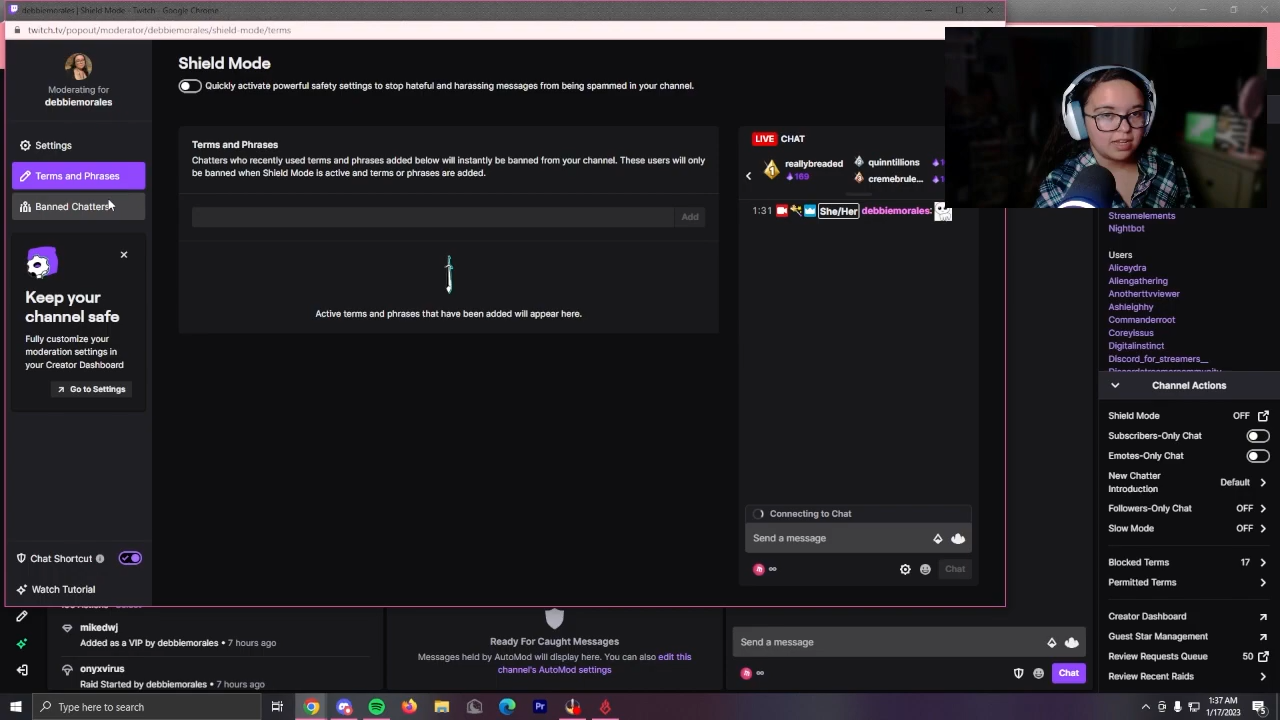 debbiemorales | Shield Mode - Twitch - Google Chrome
twitch.tv/popout/moderator/debbiemorales/shield-mode/terms
Moderating for
debbiemorales
Settings
Terms and Phrases
Banned Chatters
Keep your
channel safe
Fully customize your
moderation settings in
your Creator Dashboard
Go to Settings
Chat Shortcut
Watch Tutorial
Shield Mode
Quickly activate powerful safety settings to stop hateful and harassing messages from being spammed in your channel.
Terms and Phrases
Chatters who recently used terms and phrases added below will instantly be banned from your channel. These users will only
be banned when Shield Mode is active and terms or phrases are added.
Add
Active terms and phrases that have been added will appear here.
LIVE CHAT
1 reallybreaded
169
quinntillions
cremebrule...
1:31 She/Her debbiemorales:
Connecting to Chat
Send a message
∞
Chat
Streamelements
Nightbot
Users
Aliceydra
Aliengathering
Anotherttvviewer
Ashleighhy
Commanderroot
Coreylssus
Digitalinstinct
Discord_for_streamers__
Channel Actions
Shield Mode OFF
Subscribers-Only Chat
Emotes-Only Chat
New Chatter
Introduction Default
Followers-Only Chat OFF
Slow Mode OFF
Blocked Terms 17
Permitted Terms
Creator Dashboard
Guest Star Management
Review Requests Queue 50
Review Recent Raids
mikedwj
Added as a VIP by debbiemorales • 7 hours ago
onyxvirus
Raid Started by debbiemorales • 7 hours ago
Ready For Caught Messages
Messages held by AutoMod will display here. You can also edit this
channel's AutoMod settings
Send a message
∞
Chat
Type here to search
1:37 AM
1/17/2023